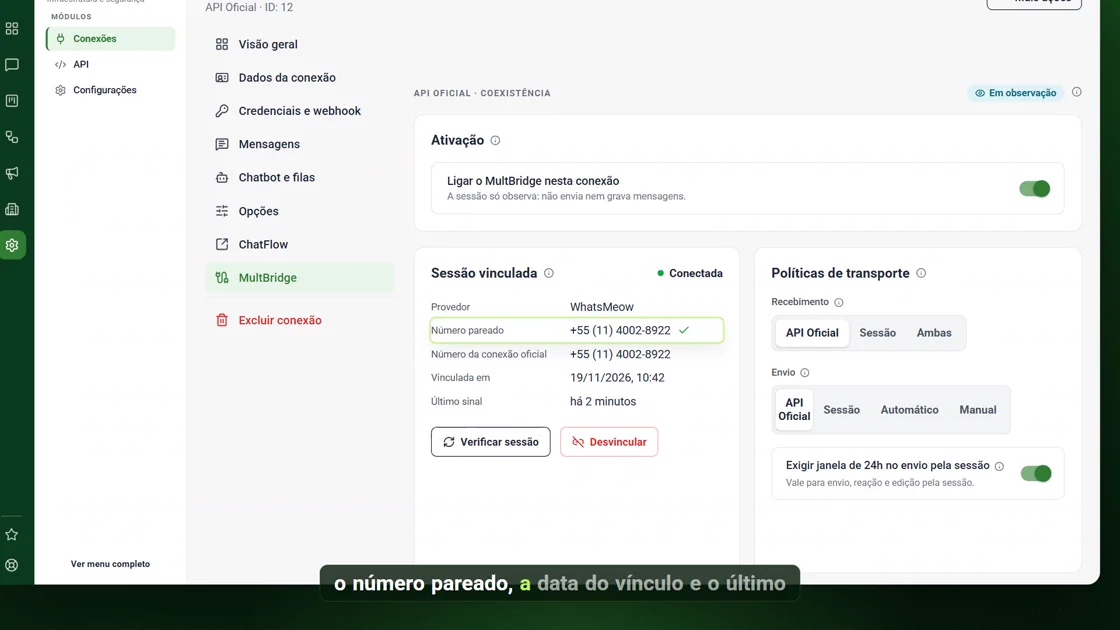 MÓDULOS
Conexões
API
Configurações
Ver menu completo
API Oficial · ID: 12
Visão geral
Dados da conexão
Credenciais e webhook
Mensagens
Chatbot e filas
Opções
ChatFlow
MultBridge
Excluir conexão
API OFICIAL · COEXISTÊNCIA
Em observação
Ativação
Ligar o MultBridge nesta conexão
A sessão só observa: não envia nem grava mensagens.
Sessão vinculada
Conectada
Provedor WhatsMeow
Número pareado +55 (11) 4002-8922
Número da conexão oficial +55 (11) 4002-8922
Vinculada em 19/11/2026, 10:42
Último sinal há 2 minutos
Verificar sessão Desvincular
Políticas de transporte
Recebimento
API Oficial Sessão Ambas
Envio
API Oficial Sessão Automático Manual
Exigir janela de 24h no envio pela sessão
Vale para envio, reação e edição pela sessão.
o número pareado, a data do vínculo e o último